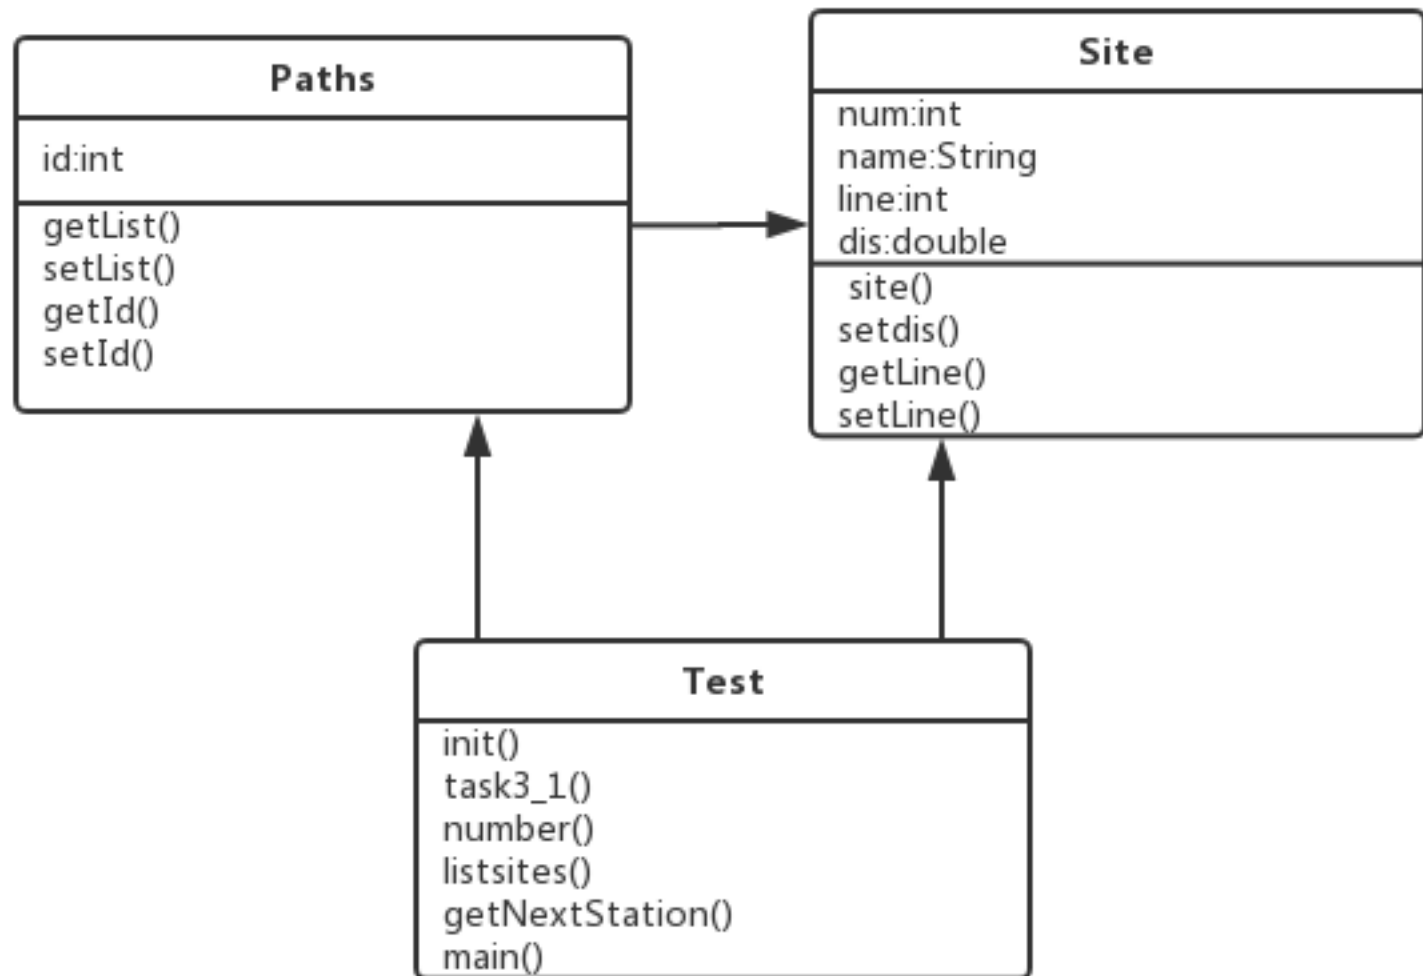 Paths
id:int
getList()
setList()
getId()
setId()
Site
num:int
name:String
line:int
dis:double
site()
setdis()
getLine()
setLine()
Test
init()
task3_1()
number()
listsites()
getNextStation()
main()